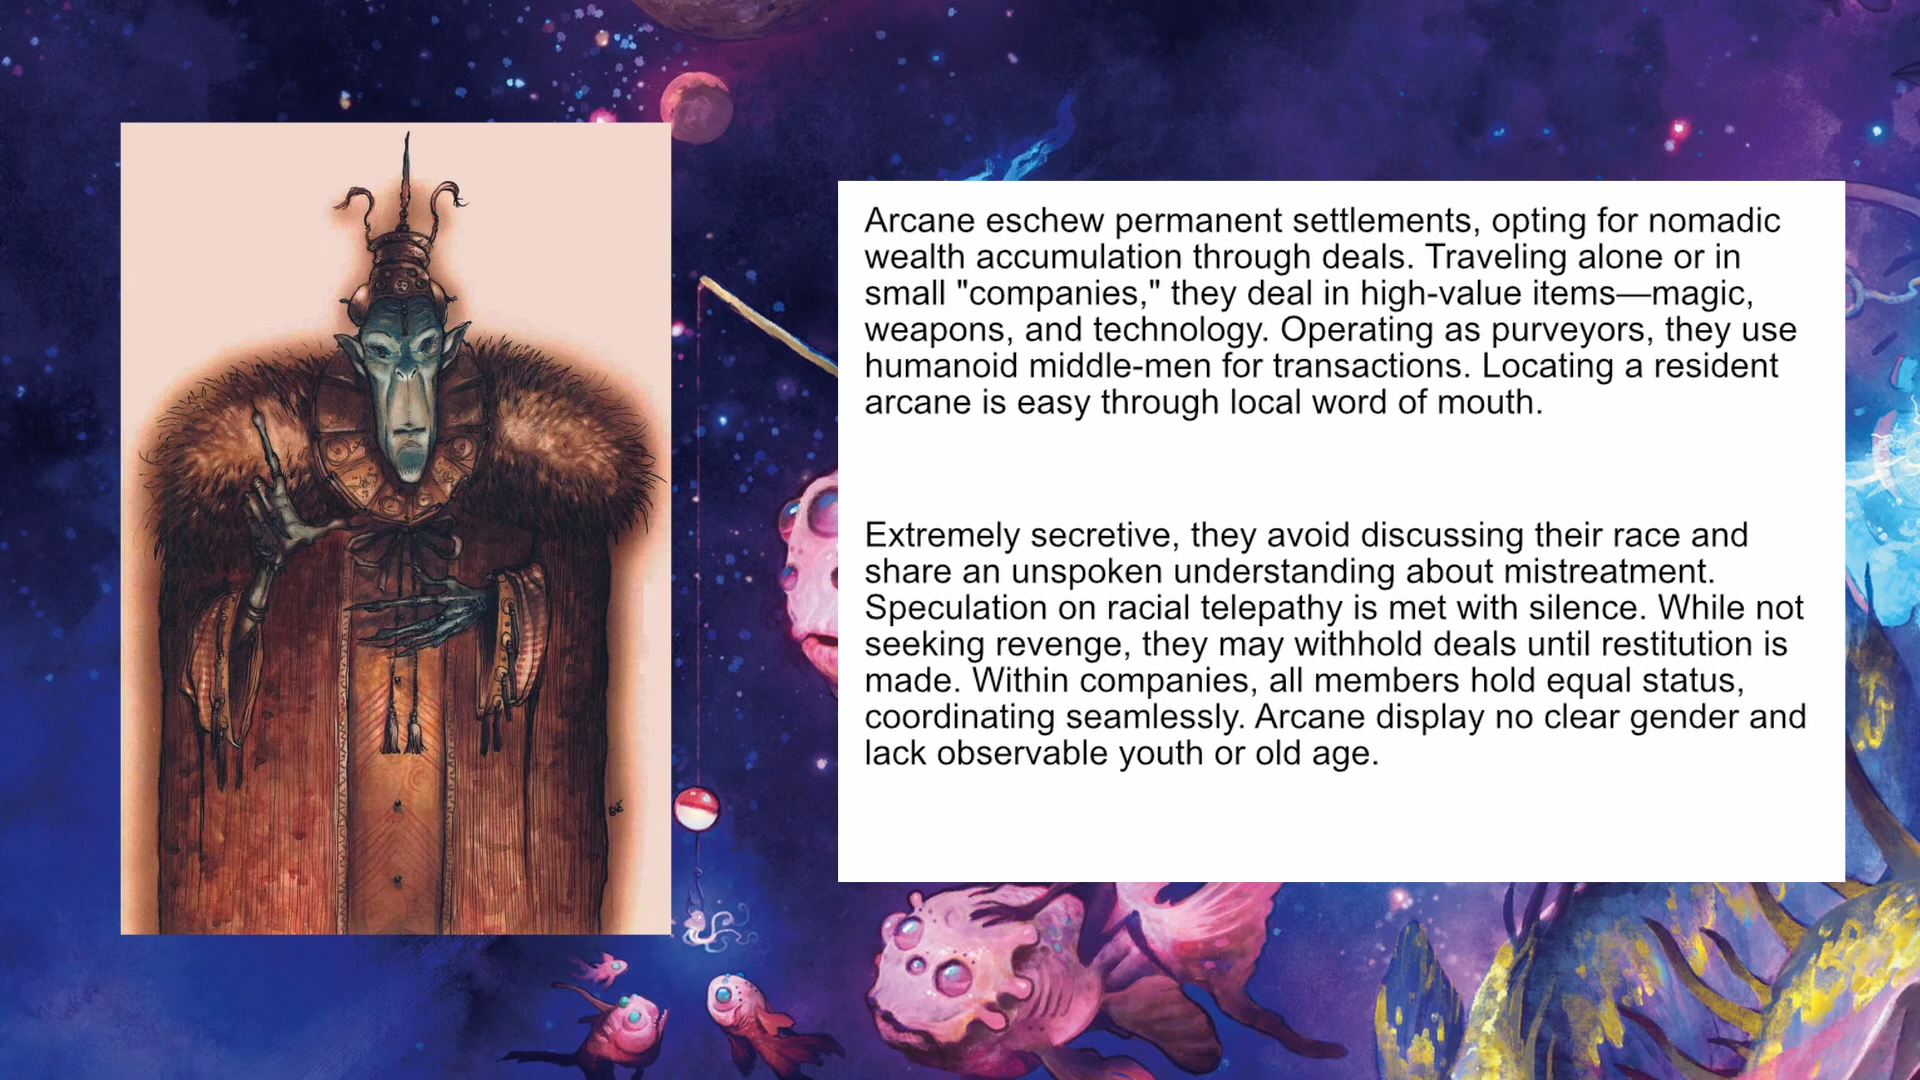 Arcane eschew permanent settlements, opting for nomadic
wealth accumulation through deals. Traveling alone or in
small "companies," they deal in high-value items—magic,
weapons, and technology. Operating as purveyors, they use
humanoid middle-men for transactions. Locating a resident
arcane is easy through local word of mouth.
Extremely secretive, they avoid discussing their race and
share an unspoken understanding about mistreatment.
Speculation on racial telepathy is met with silence. While not
seeking revenge, they may withhold deals until restitution is
made. Within companies, all members hold equal status,
coordinating seamlessly. Arcane display no clear gender and
lack observable youth or old age.